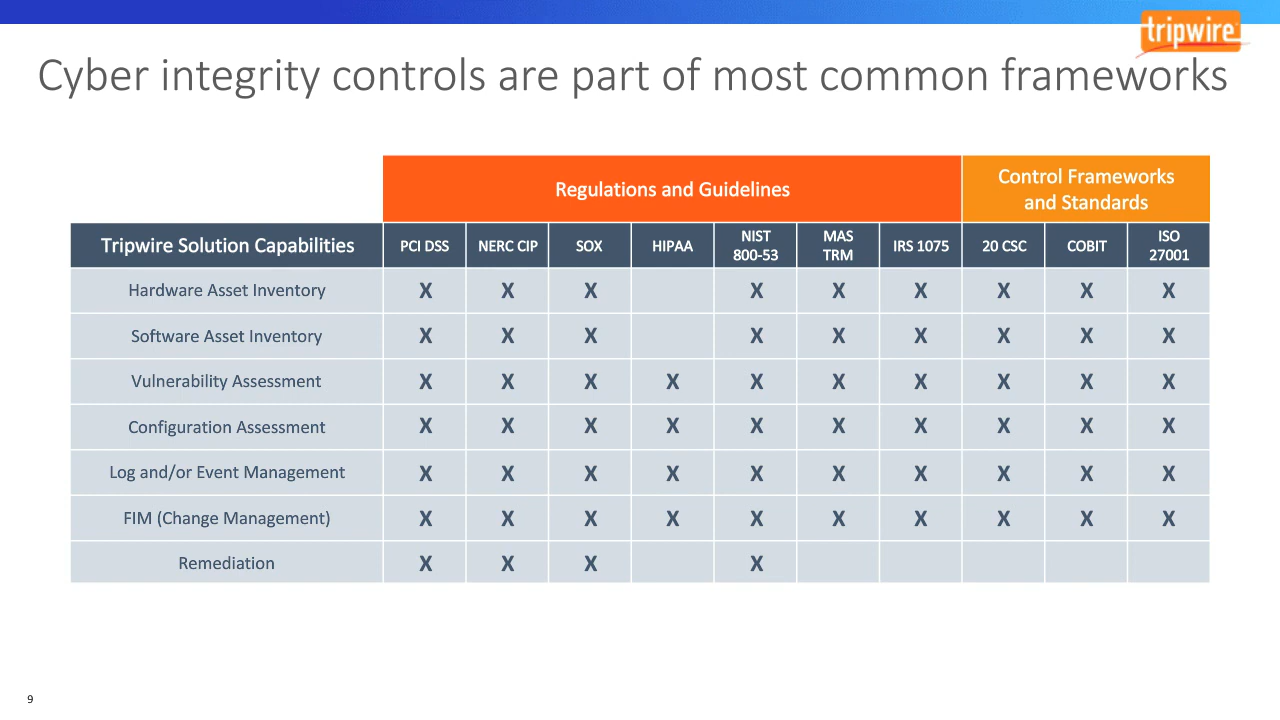 tripwire
Cyber integrity controls are part of most common frameworks
Regulations and Guidelines
Control Frameworks
and Standards
Tripwire Solution Capabilities PCI DSS NERC CIP SOX HIPAA NIST 800-53 MAS TRM IRS 1075 20 CSC COBIT ISO 27001
Hardware Asset Inventory X X X X X X X X X
Software Asset Inventory X X X X X X X X X
Vulnerability Assessment X X X X X X X X X X
Configuration Assessment X X X X X X X X X X
Log and/or Event Management X X X X X X X X X X
FIM (Change Management) X X X X X X X X X X
Remediation X X X X
9